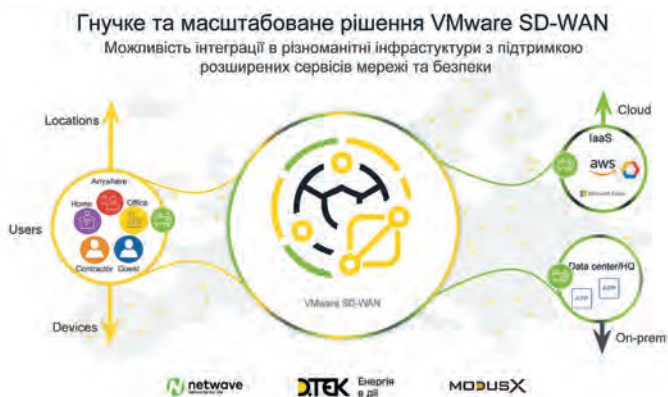 Гнучке та масштабоване рішення VMware SD-WAN
Можливість інтеграції в різноманітні інфрастуктури з підтримкою
розширених сервісів мережі та безпеки
Locations
Cloud
IaaS
aws
Microsoft Azure
Anywhere
Home
Office
Users
Contractor
Guest
Data center/HQ
APP
APP
VMware SD-WAN
Devices
On-prem
netwave
D.TEK
Енергія
в дії
MODUSX